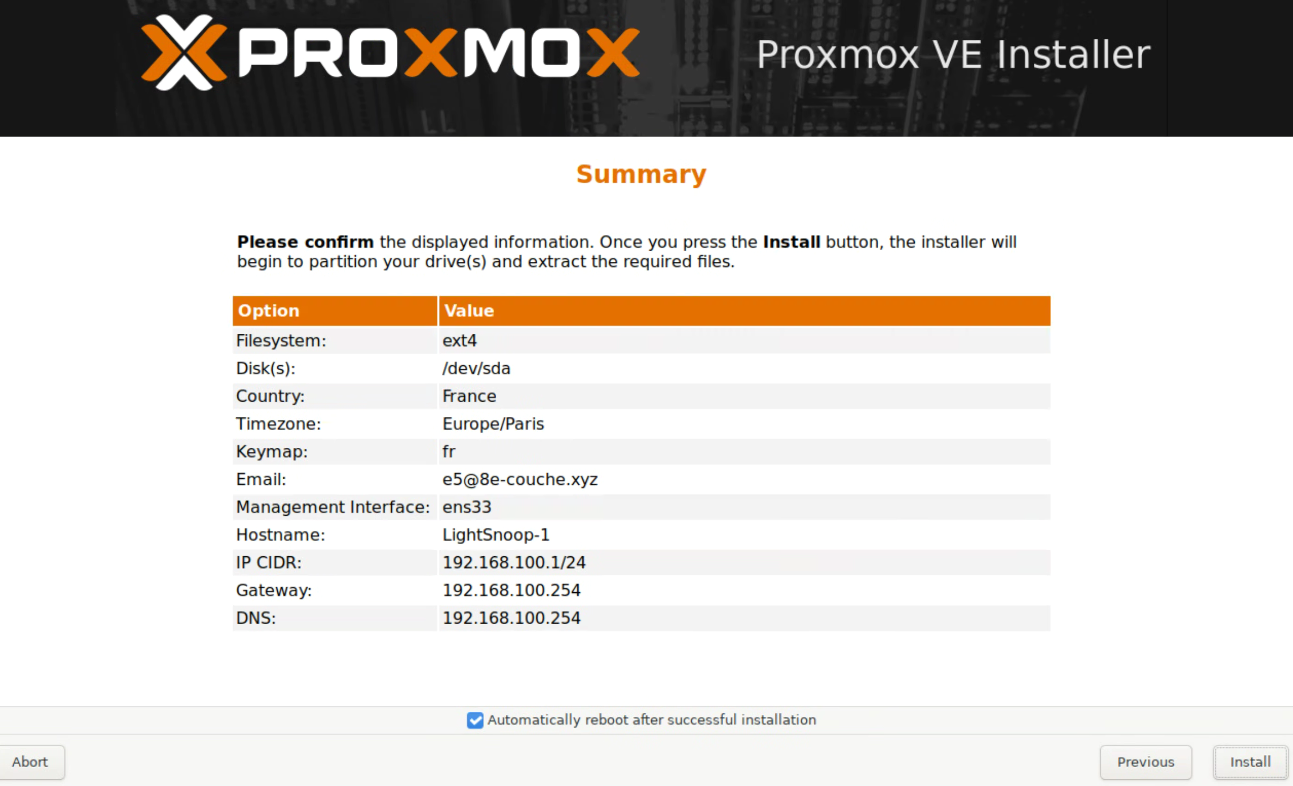 PROXMOX
Proxmox VE Installer
Summary
Please confirm the displayed information. Once you press the Install button, the installer will
begin to partition your drive(s) and extract the required files.
Option Value
Filesystem: ext4
Disk(s): /dev/sda
Country: France
Timezone: Europe/Paris
Keymap: fr
Email: e5@8e-couche.xyz
Management Interface: ens33
Hostname: LightSnoop-1
IP CIDR: 192.168.100.1/24
Gateway: 192.168.100.254
DNS: 192.168.100.254
Automatically reboot after successful installation
Abort Previous Install